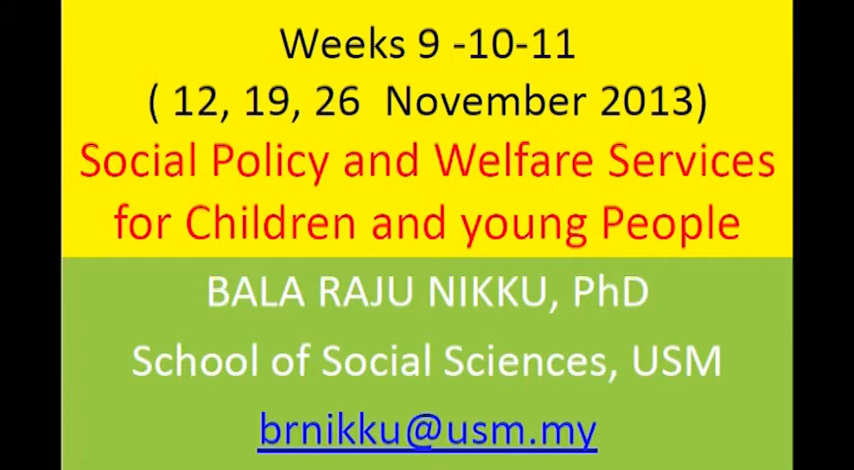 Weeks 9 -10-11
( 12, 19, 26 November 2013)
Social Policy and Welfare Services
for Children and young People
BALA RAJU NIKKU, PhD
School of Social Sciences, USM
brnikku@usm.my